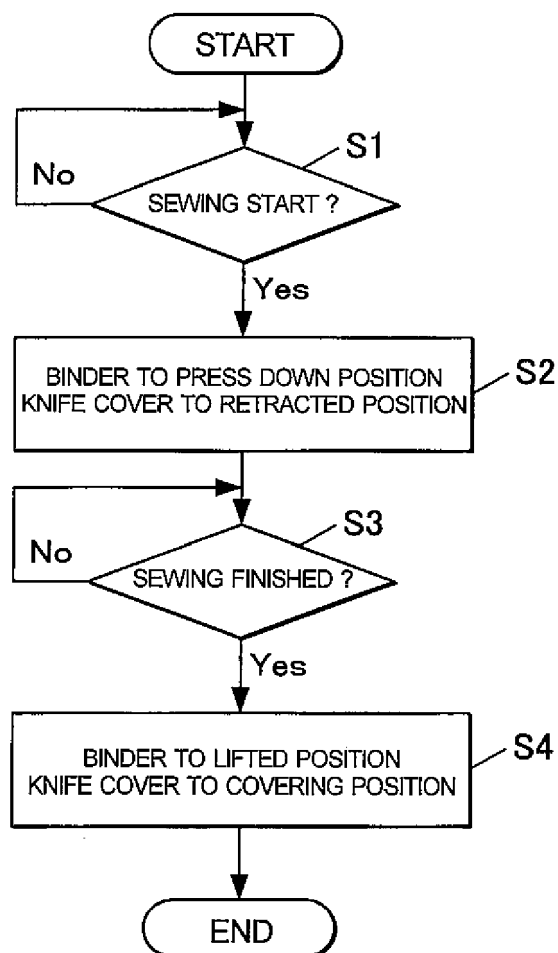 START
S1
No
SEWING START ?
Yes
S2
BINDER TO PRESS DOWN POSITION
KNIFE COVER TO RETRACTED POSITION
S3
No
SEWING FINISHED ?
Yes
S4
BINDER TO LIFTED POSITION
KNIFE COVER TO COVERING POSITION
END